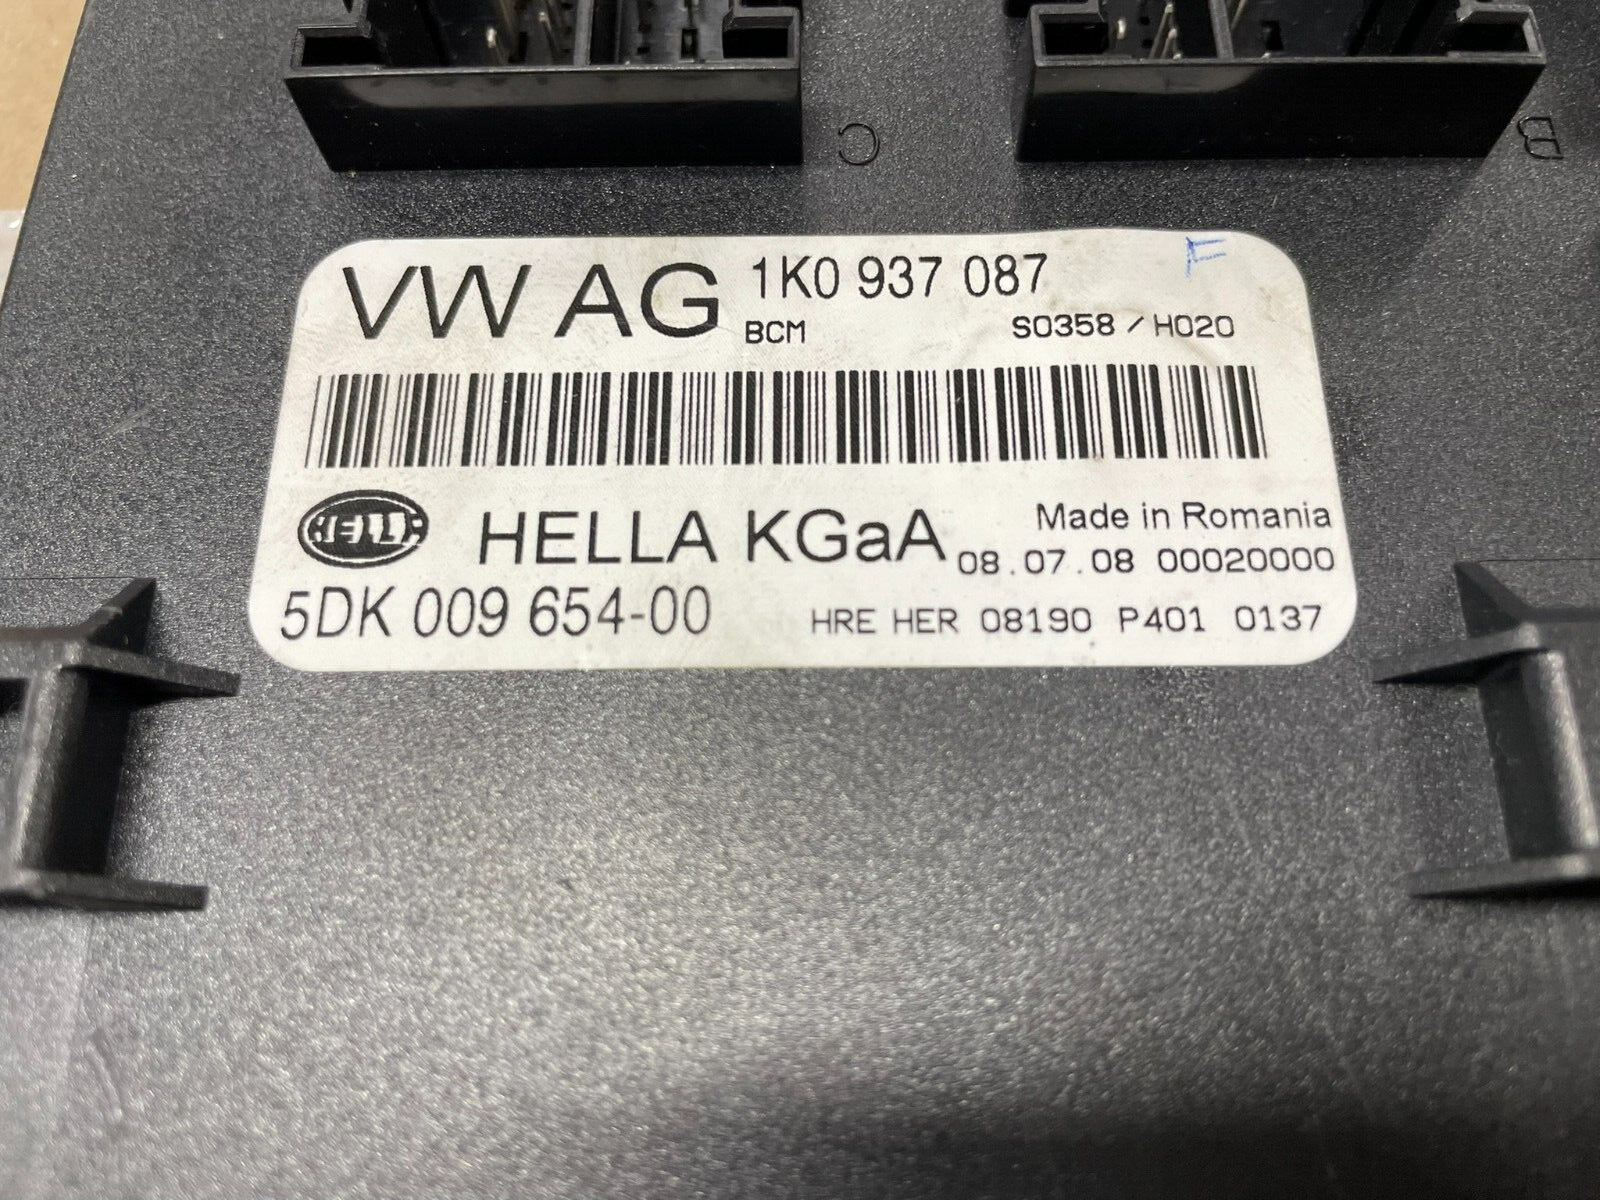 C B
VW AG 1K0 937 087 F
BCM S0358 / H020
HELLA HELLA KGaA Made in Romania
08.07.08 00020000
5DK 009 654-00 HRE HER 08190 P401 0137